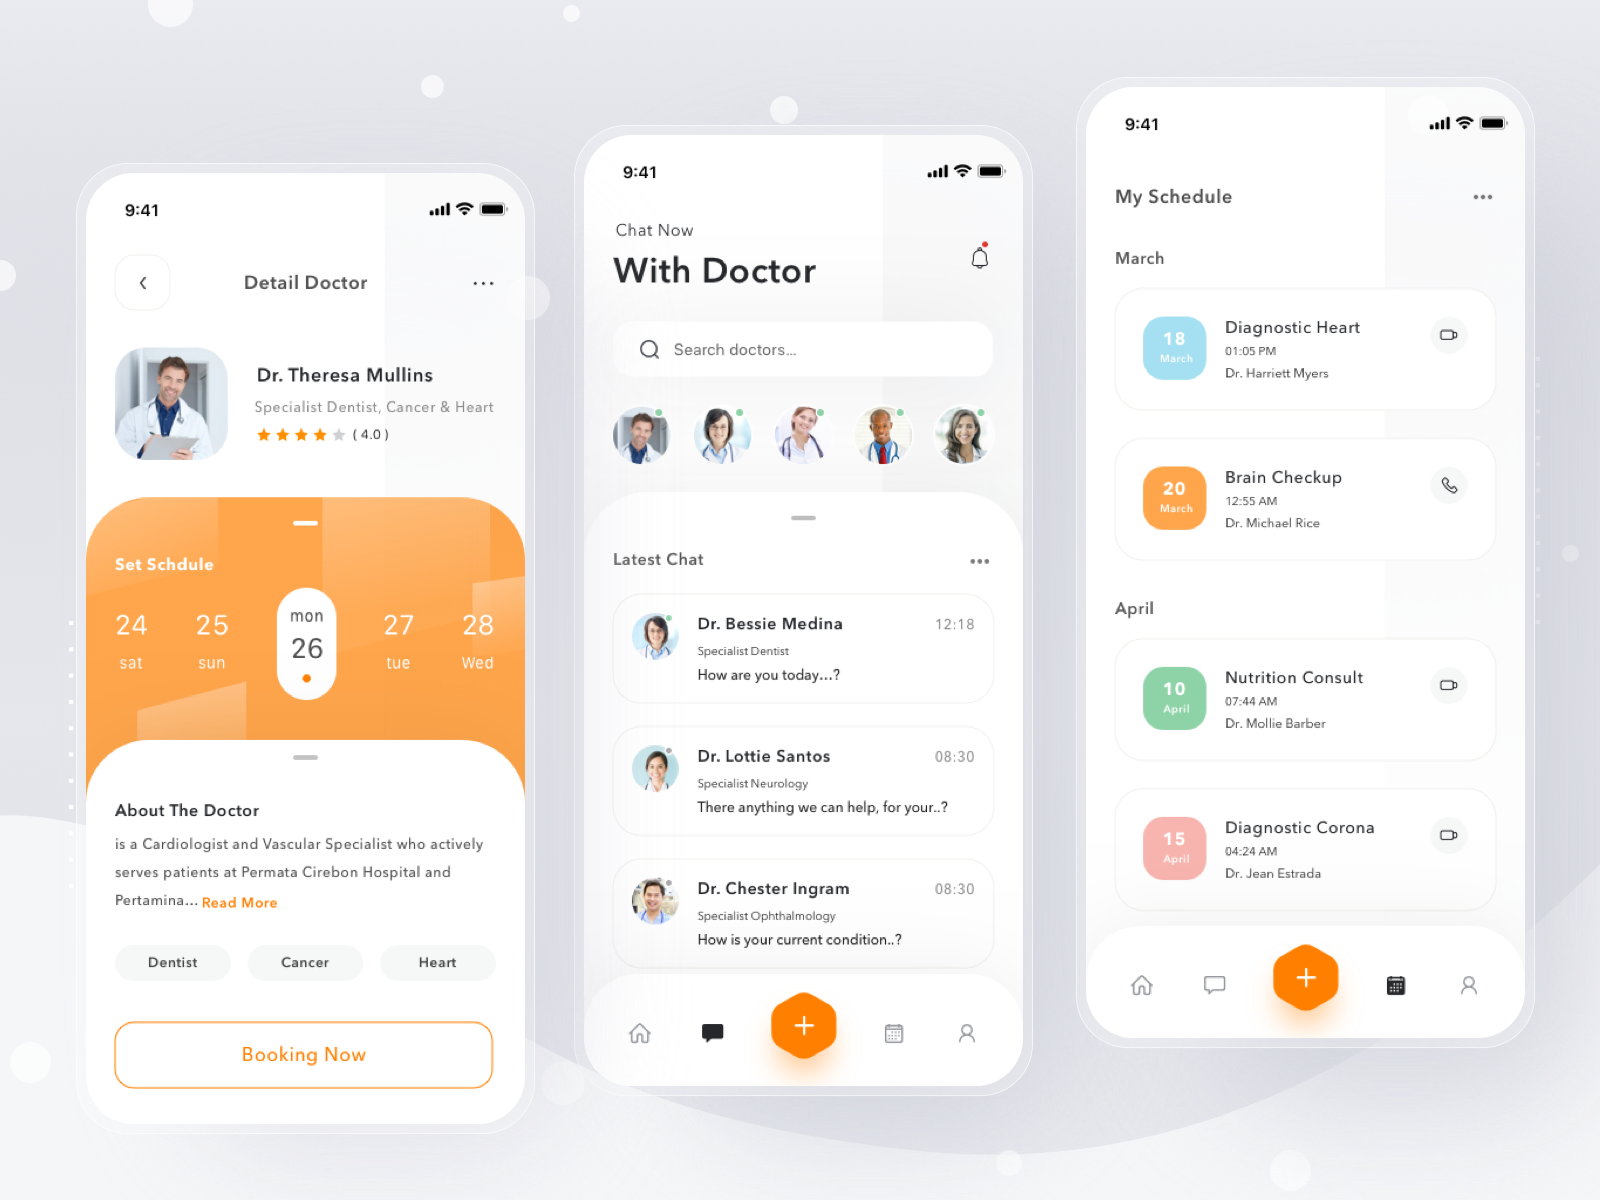 9:41
Detail Doctor
Dr. Theresa Mullins
Specialist Dentist, Cancer & Heart
( 4.0 )
Set Schdule
24 25 mon 26 27 28
sat sun tue Wed
About The Doctor
is a Cardiologist and Vascular Specialist who actively
serves patients at Permata Cirebon Hospital and
Pertamina... Read More
Dentist Cancer Heart
Booking Now
9:41
Chat Now
With Doctor
Search doctors...
Latest Chat
Dr. Bessie Medina 12:18
Specialist Dentist
How are you today...?
Dr. Lottie Santos 08:30
Specialist Neurology
There anything we can help, for your..?
Dr. Chester Ingram 08:30
Specialist Ophthalmology
How is your current condition..?
9:41
My Schedule
March
18 March
Diagnostic Heart
01:05 PM
Dr. Harriett Myers
20 March
Brain Checkup
12:55 AM
Dr. Michael Rice
April
10 April
Nutrition Consult
07:44 AM
Dr. Mollie Barber
15 April
Diagnostic Corona
04:24 AM
Dr. Jean Estrada